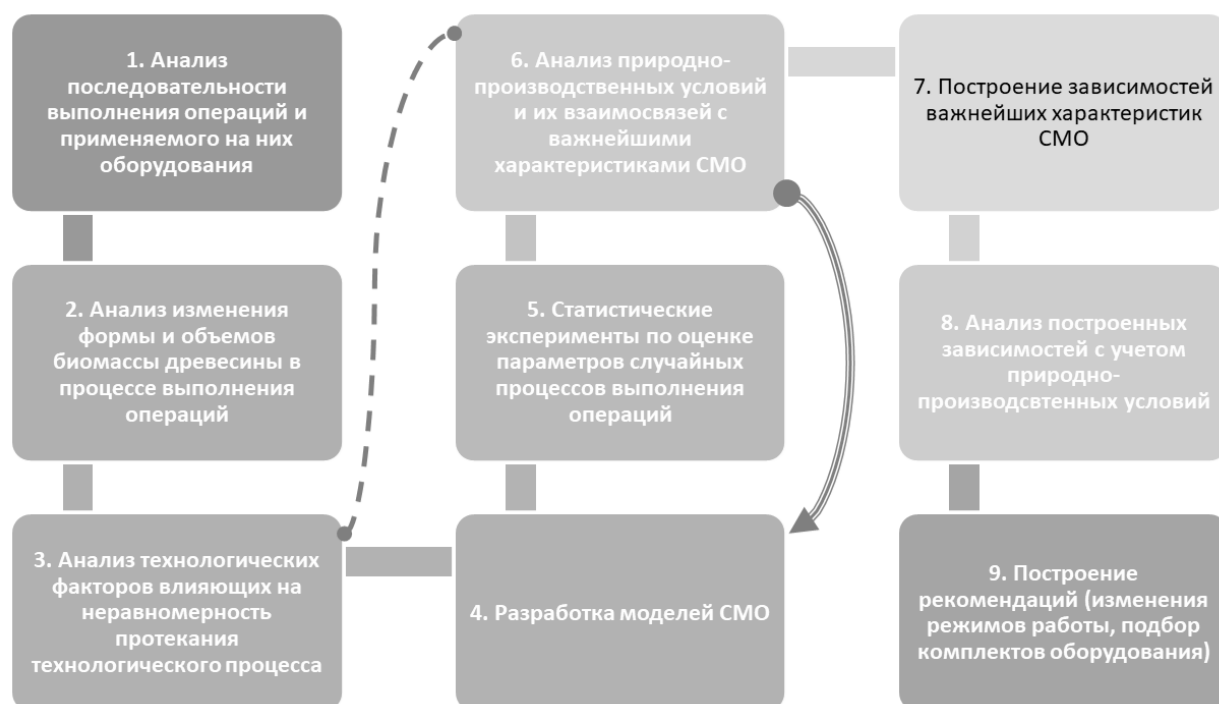 1. Анализ
последовательности
выполнения операций и
применяемого на них
оборудования
2. Анализ изменения
формы и объемов
биомассы древесины в
процессе выполнения
операций
3. Анализ технологических
факторов влияющих на
неравномерность
протекания
технологического процесса
4. Разработка моделей СМО
5. Статистические
эксперименты по оценке
параметров случайных
процессов выполнения
операций
6. Анализ природно-
производственных условий
и их взаимосвязей с
важнейшими
характеристиками СМО
7. Построение зависимостей
важнейших характеристик
СМО
8. Анализ построенных
зависимостей с учетом
природно-
производсвтенных условий
9. Построение
рекомендаций (изменения
режимов работы, подбор
комплектов оборудования)